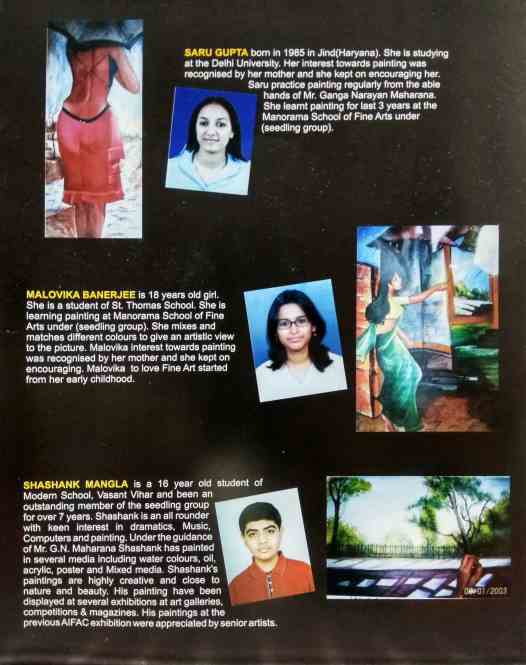 SARU GUPTA born in 1985 in Jind(Haryana). She is studying
at the Delhi University. Her interest towards painting was
recognised by her mother and she kept on encouraging her.
Saru practice painting regularly from the able
hands of Mr. Ganga Narayan Maharana.
She learnt painting for last 3 years at the
Manorama School of Fine Arts under
(seedling group).
MALOVIKA BANERJEE is 18 years old girl.
She is a student of St. Thomas School. She is
learning painting at Manorama School of Fine
Arts under (seedling group). She mixes and
matches different colours to give an artistic view
to the picture. Malovika interest towards painting
was recognised by her mother and she kept on
encouraging. Malovika to love Fine Art started
from her early childhood.
SHASHANK MANGLA is a 16 year old student of
Modern School, Vasant Vihar and been an
outstanding member of the seedling group
for over 7 years. Shashank is an all rounder
with keen interest in dramatics, Music,
Computers and painting. Under the guidance
of Mr. G.N. Maharana Shashank has painted
in several media including water colours, oil,
acrylic, poster and Mixed media. Shashank's
paintings are highly creative and close to
nature and beauty. His painting have been
displayed at several exhibitions at art galleries,
competitions & magazines. His paintings at the
previous AIFAC exhibition were appreciated by senior artists.